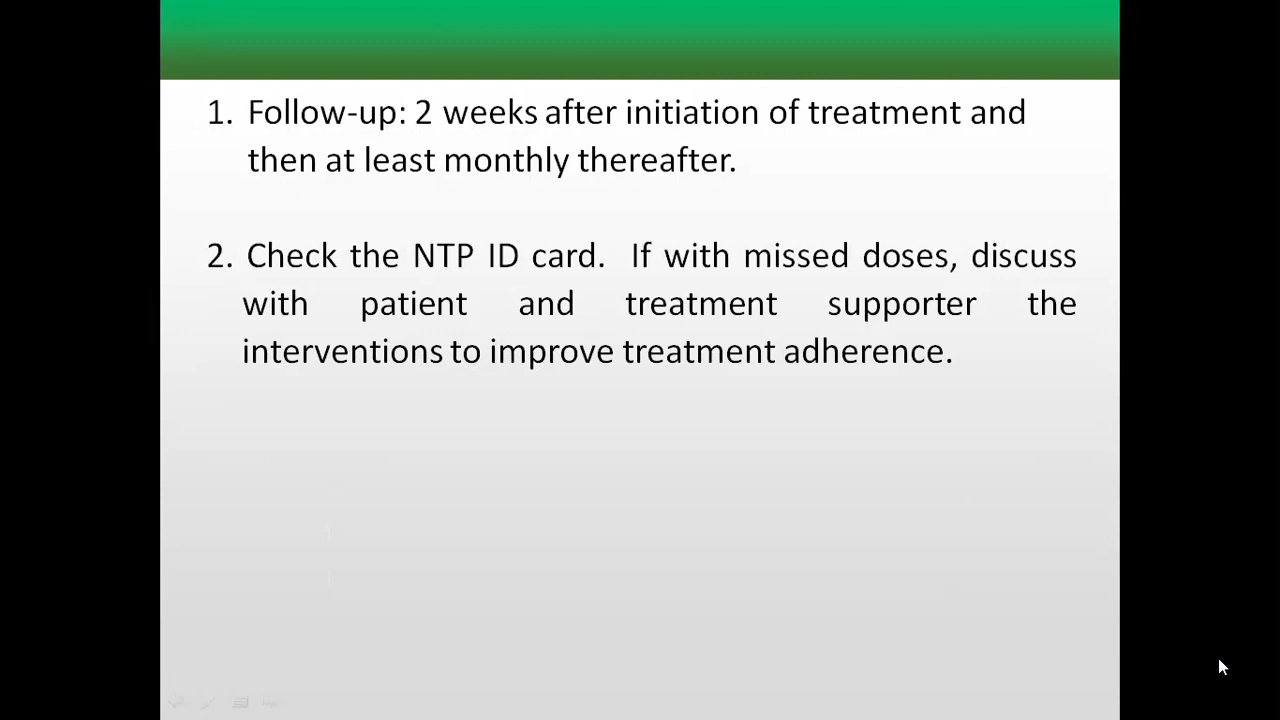 1. Follow-up: 2 weeks after initiation of treatment and
then at least monthly thereafter.
2. Check the NTP ID card. If with missed doses, discuss
with patient and treatment supporter the
interventions to improve treatment adherence.